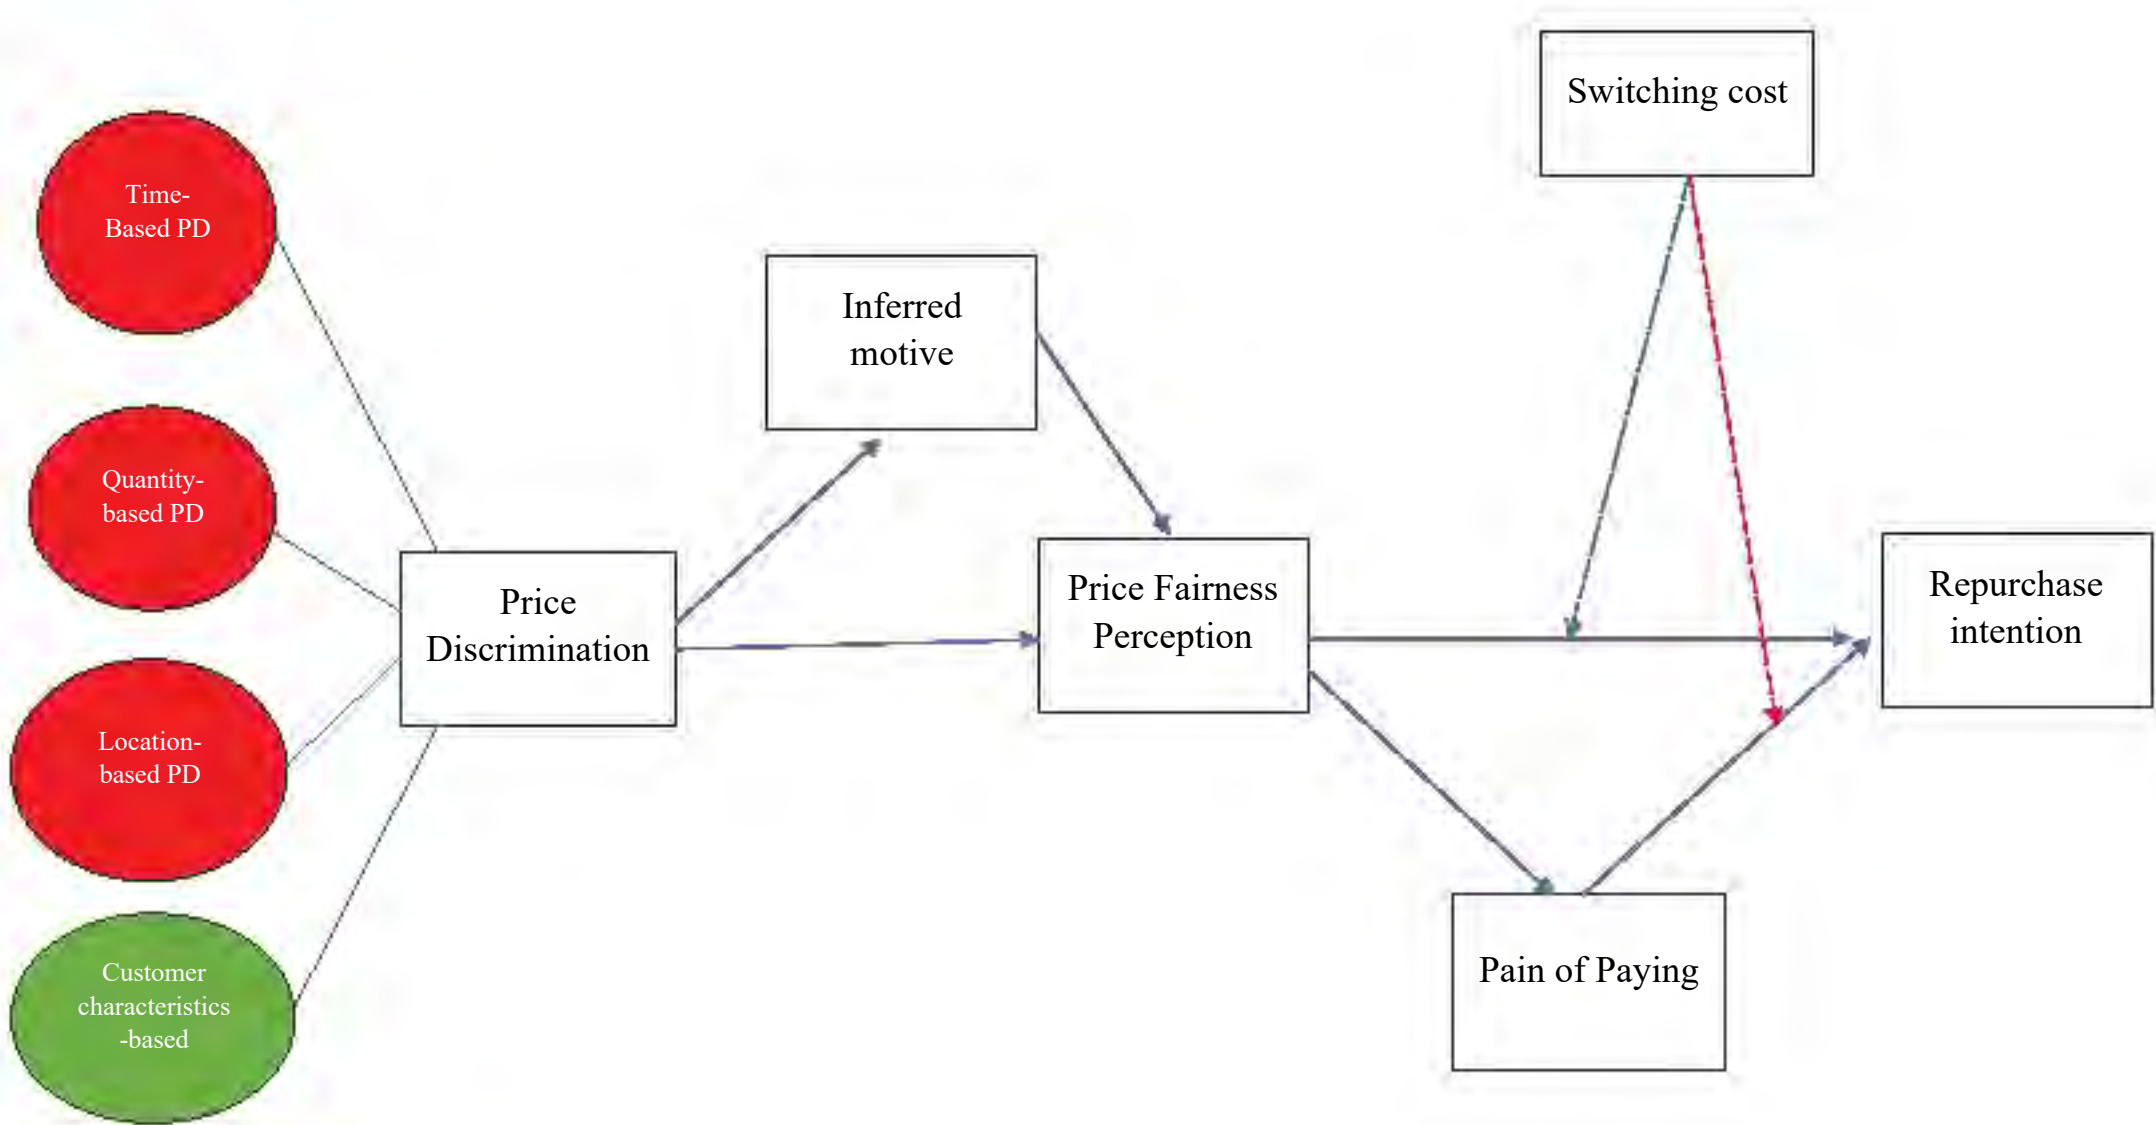 Switching cost
Time-
Based PD
Inferred
motive
Quantity-
based PD
Price
Discrimination
Price Fairness
Perception
Repurchase
intention
Location-
based PD
Pain of Paying
Customer
characteristics
-based